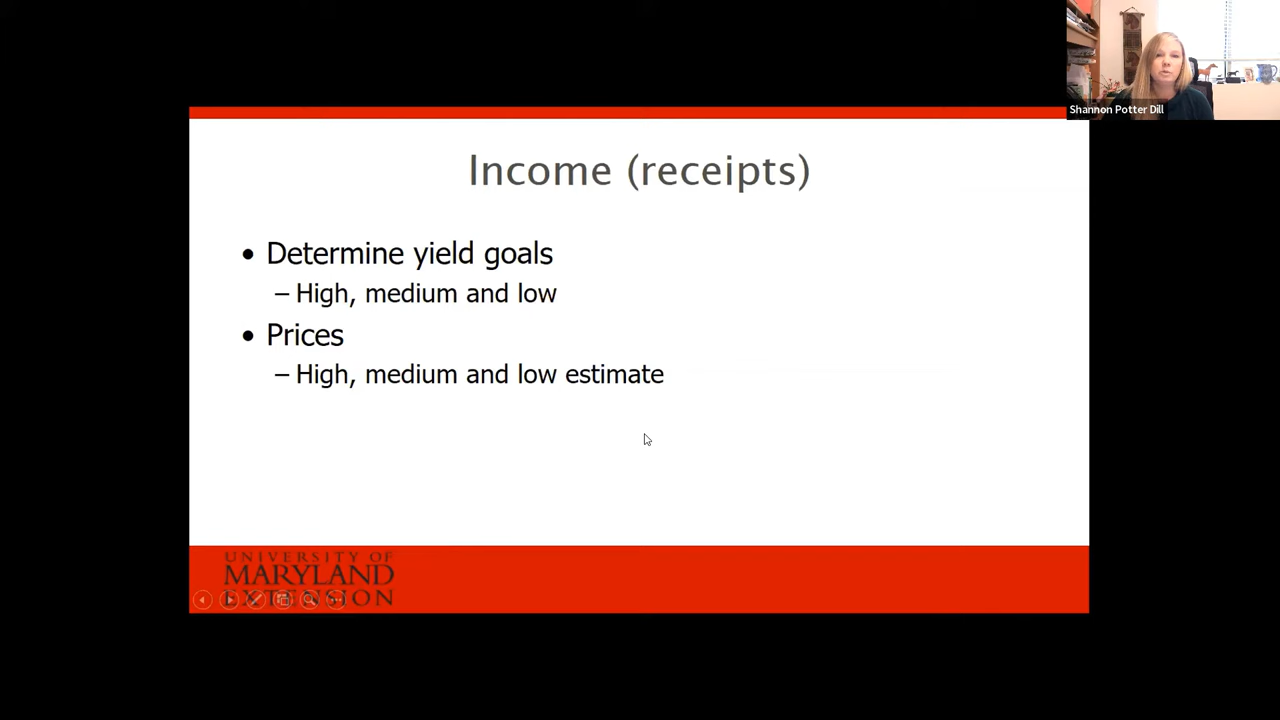 Shannon Potter Dill
Income (receipts)
• Determine yield goals
– High, medium and low
• Prices
– High, medium and low estimate
UNIVERSITY OF
MARYLAND
EXTENSION